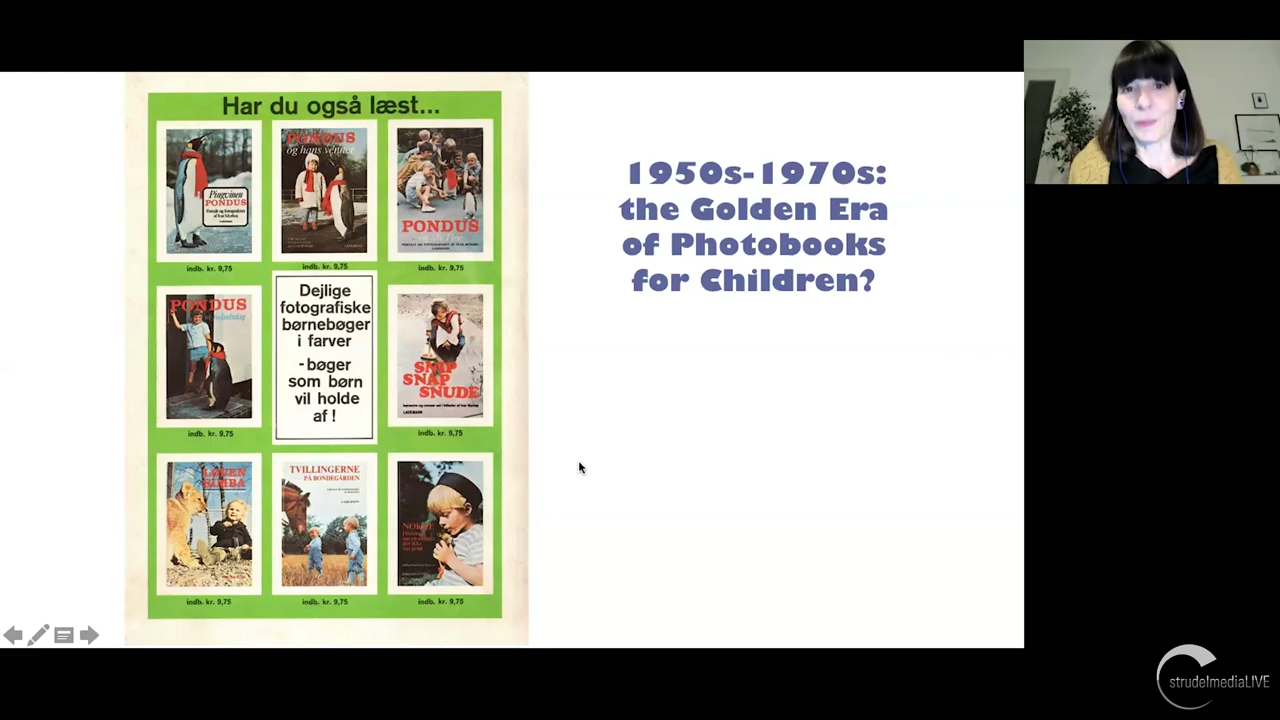 Har du også læst...
Pingvinen
PONDUS
indb. kr. 9,75
PONDUS
og hans venner
indb. kr. 9,75
PONDUS
indb. kr. 9,75
PONDUS
indb. kr. 9,75
Dejlige
fotografiske
børnebøger
i farver
- bøger
som børn
vil holde
af !
SNIP
SNAP
SNUDE
LADEMANN
indb. kr. 9,75
LØVEN
SIMBA
indb. kr. 9,75
TVILLINGERNE
PÅ BONDEGÅRDEN
indb. kr. 9,75
indb. kr. 9,75
1950s-1970s:
the Golden Era
of Photobooks
for Children?
strudelmediaLIVE